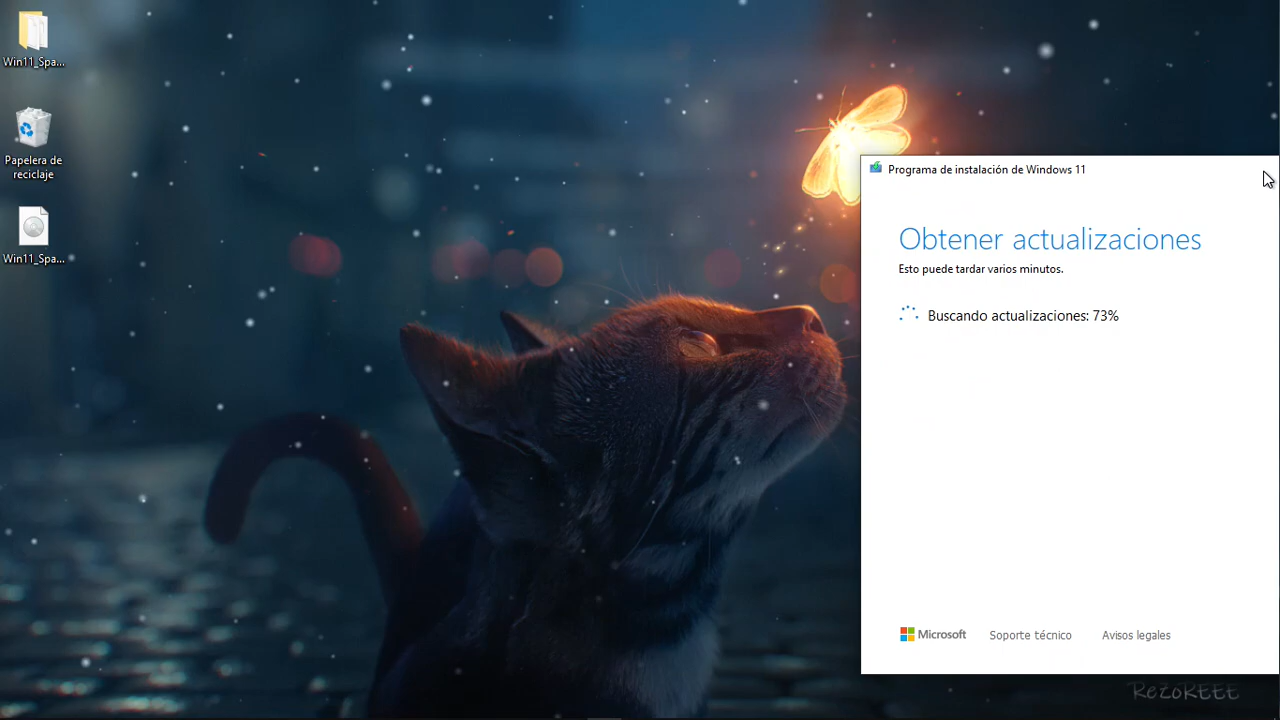 Win11_Spa...
Papelera de
reciclaje
Win11_Spa...
Programa de instalación de Windows 11
Obtener actualizaciones
Esto puede tardar varios minutos.
Buscando actualizaciones: 73%
Microsoft
Soporte técnico
Avisos legales
ReZoREEE